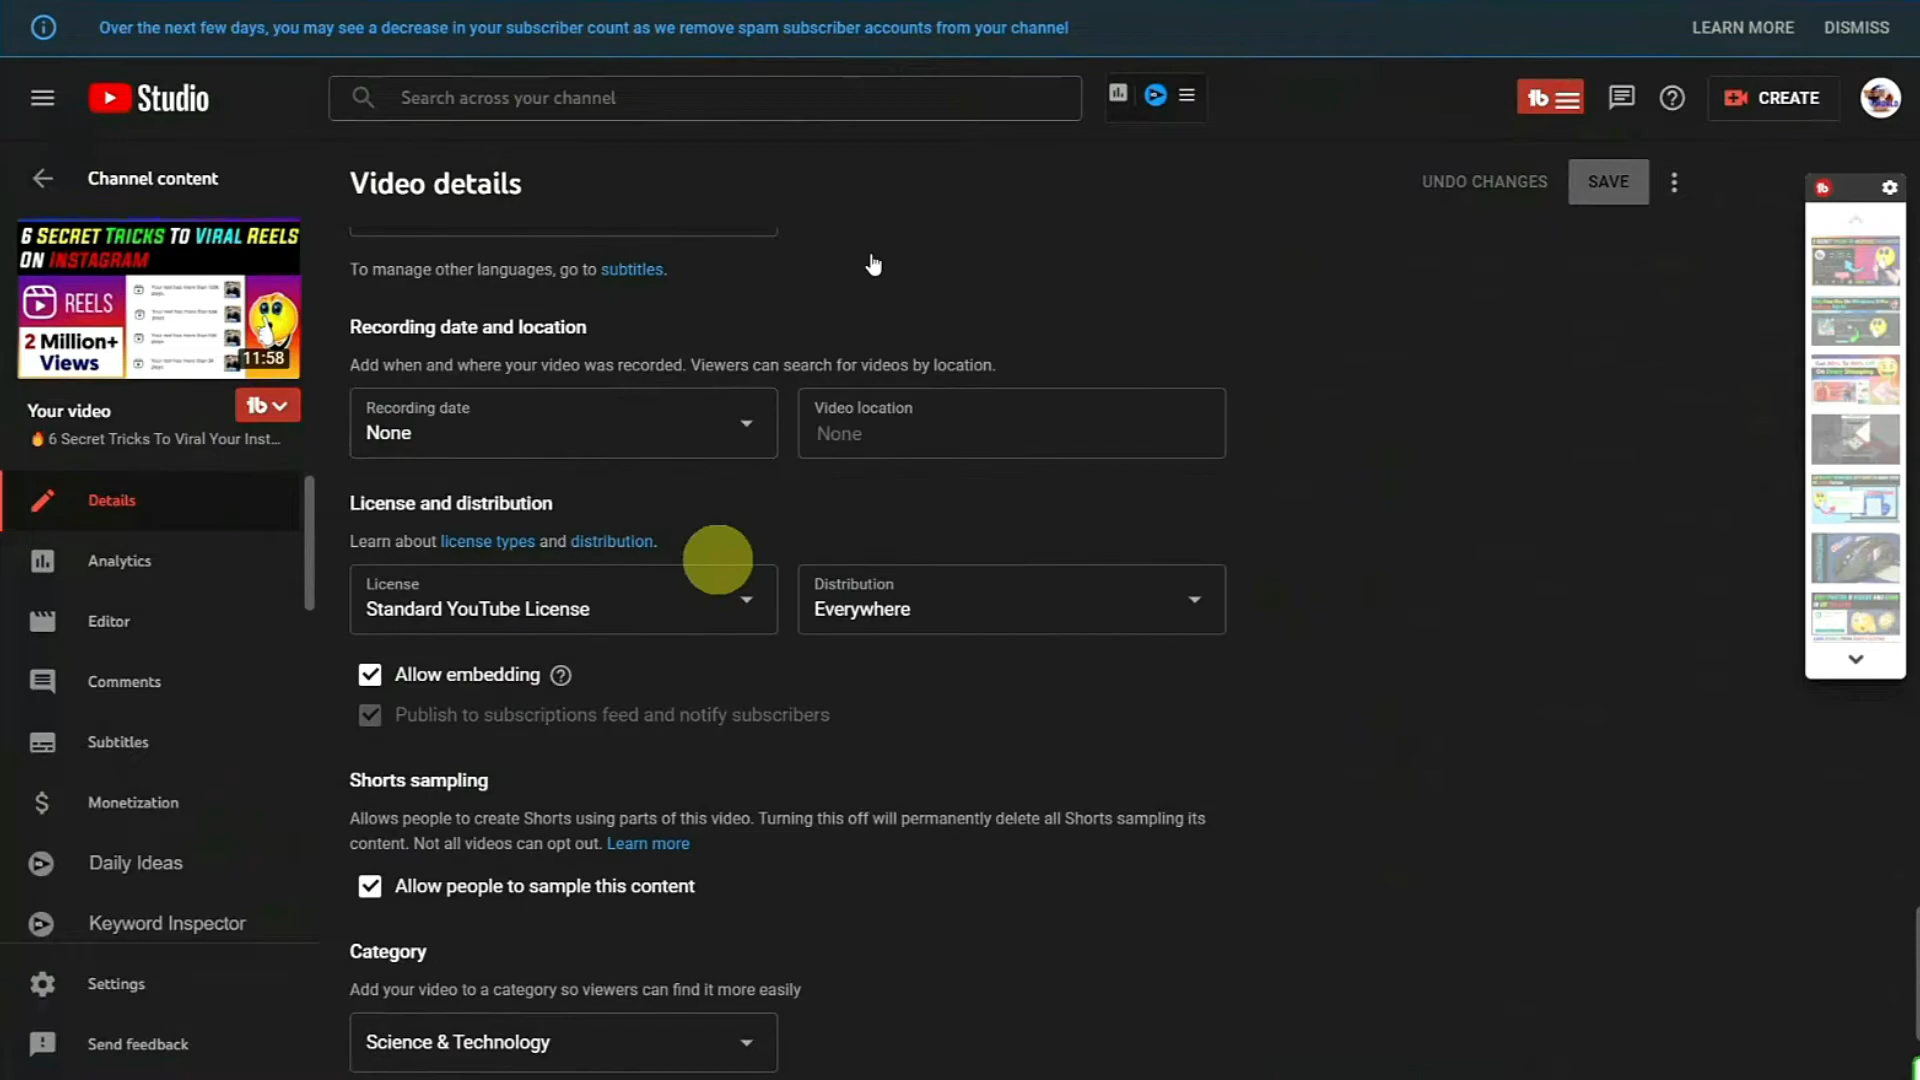 Over the next few days, you may see a decrease in your subscriber count as we remove spam subscriber accounts from your channel
LEARN MORE
DISMISS
Studio
Search across your channel
CREATE
Channel content
Video details
UNDO CHANGES
SAVE
6 SECRET TRICKS TO VIRAL REELS
ON INSTAGRAM
REELS
2 Million+
Views
11:58
Your video
6 Secret Tricks To Viral Your Inst...
Details
Analytics
Editor
Comments
Subtitles
Monetization
Daily Ideas
Keyword Inspector
Settings
Send feedback
To manage other languages, go to subtitles.
Recording date and location
Add when and where your video was recorded. Viewers can search for videos by location.
Recording date
None
Video location
None
License and distribution
Learn about license types and distribution.
License
Standard YouTube License
Distribution
Everywhere
Allow embedding
Publish to subscriptions feed and notify subscribers
Shorts sampling
Allows people to create Shorts using parts of this video. Turning this off will permanently delete all Shorts sampling its
content. Not all videos can opt out. Learn more
Allow people to sample this content
Category
Add your video to a category so viewers can find it more easily
Science & Technology